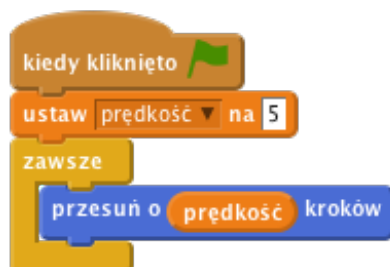 kiedy kliknięto
ustaw prędkość na 5
zawsze
przesuń o prędkość kroków